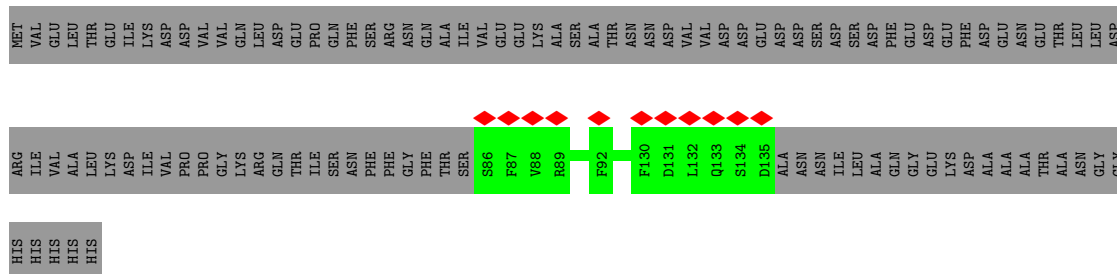 MET VAL GLU LEU THR GLU ILE LYS ASP ASP VAL VAL GLN LEU ASP GLU PRO GLN PHE SER ARG ASN GLN ALA ILE VAL GLU GLU LYS ALA SER ALA THR ASN ASN ASP VAL VAL ASP ASP GLU ASP ASP SER ASP SER ASP PHE GLU ASP GLU PHE ASP GLU ASN GLU THR LEU LEU ASP
ARG ILE VAL ALA LEU LYS ASP ILE VAL PRO PRO GLY LYS ARG GLN THR ILE SER ASN PHE PHE GLY PHE THR SER S86 F87 V88 R89 F92 F130 D131 L132 Q133 S134 D135 ALA ASN ASN ILE LEU ALA GLN GLY GLU LYS ASP ALA ALA ALA THR ALA ASN GLY GLY
HIS HIS HIS HIS HIS